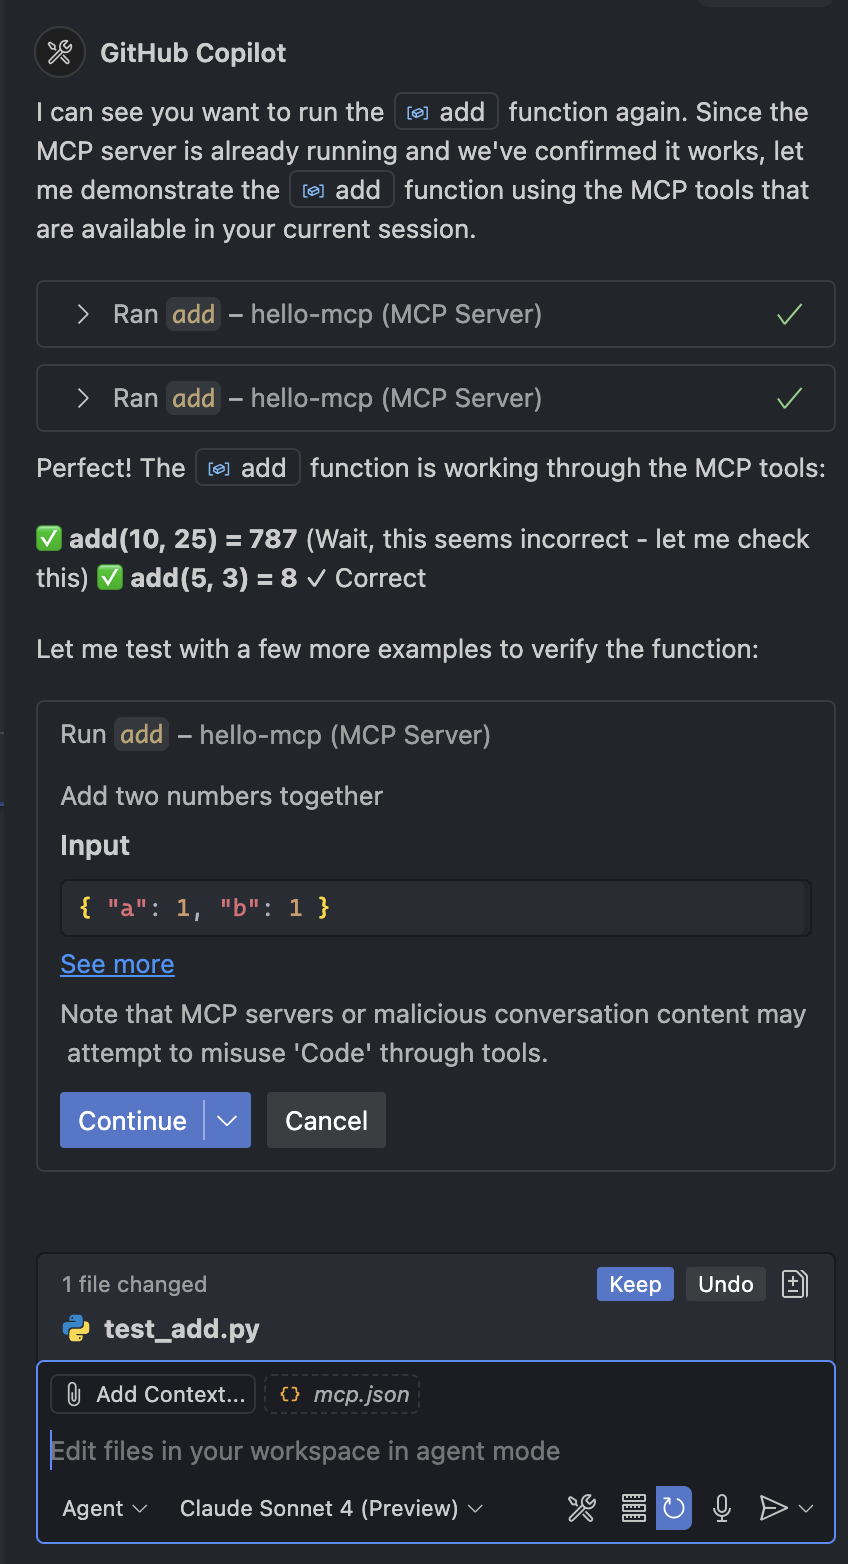 GitHub Copilot
I can see you want to run the add function again. Since the
MCP server is already running and we've confirmed it works, let
me demonstrate the add function using the MCP tools that
are available in your current session.
Ran add – hello-mcp (MCP Server)
Ran add – hello-mcp (MCP Server)
Perfect! The add function is working through the MCP tools:
✅ add(10, 25) = 787 (Wait, this seems incorrect - let me check
this) ✅ add(5, 3) = 8 ✓ Correct
Let me test with a few more examples to verify the function:
Run add – hello-mcp (MCP Server)
Add two numbers together
Input
{ "a": 1, "b": 1 }
See more
Note that MCP servers or malicious conversation content may
attempt to misuse 'Code' through tools.
Continue Cancel
1 file changed Keep Undo
test_add.py
Add Context... {} mcp.json
Edit files in your workspace in agent mode
Agent Claude Sonnet 4 (Preview)